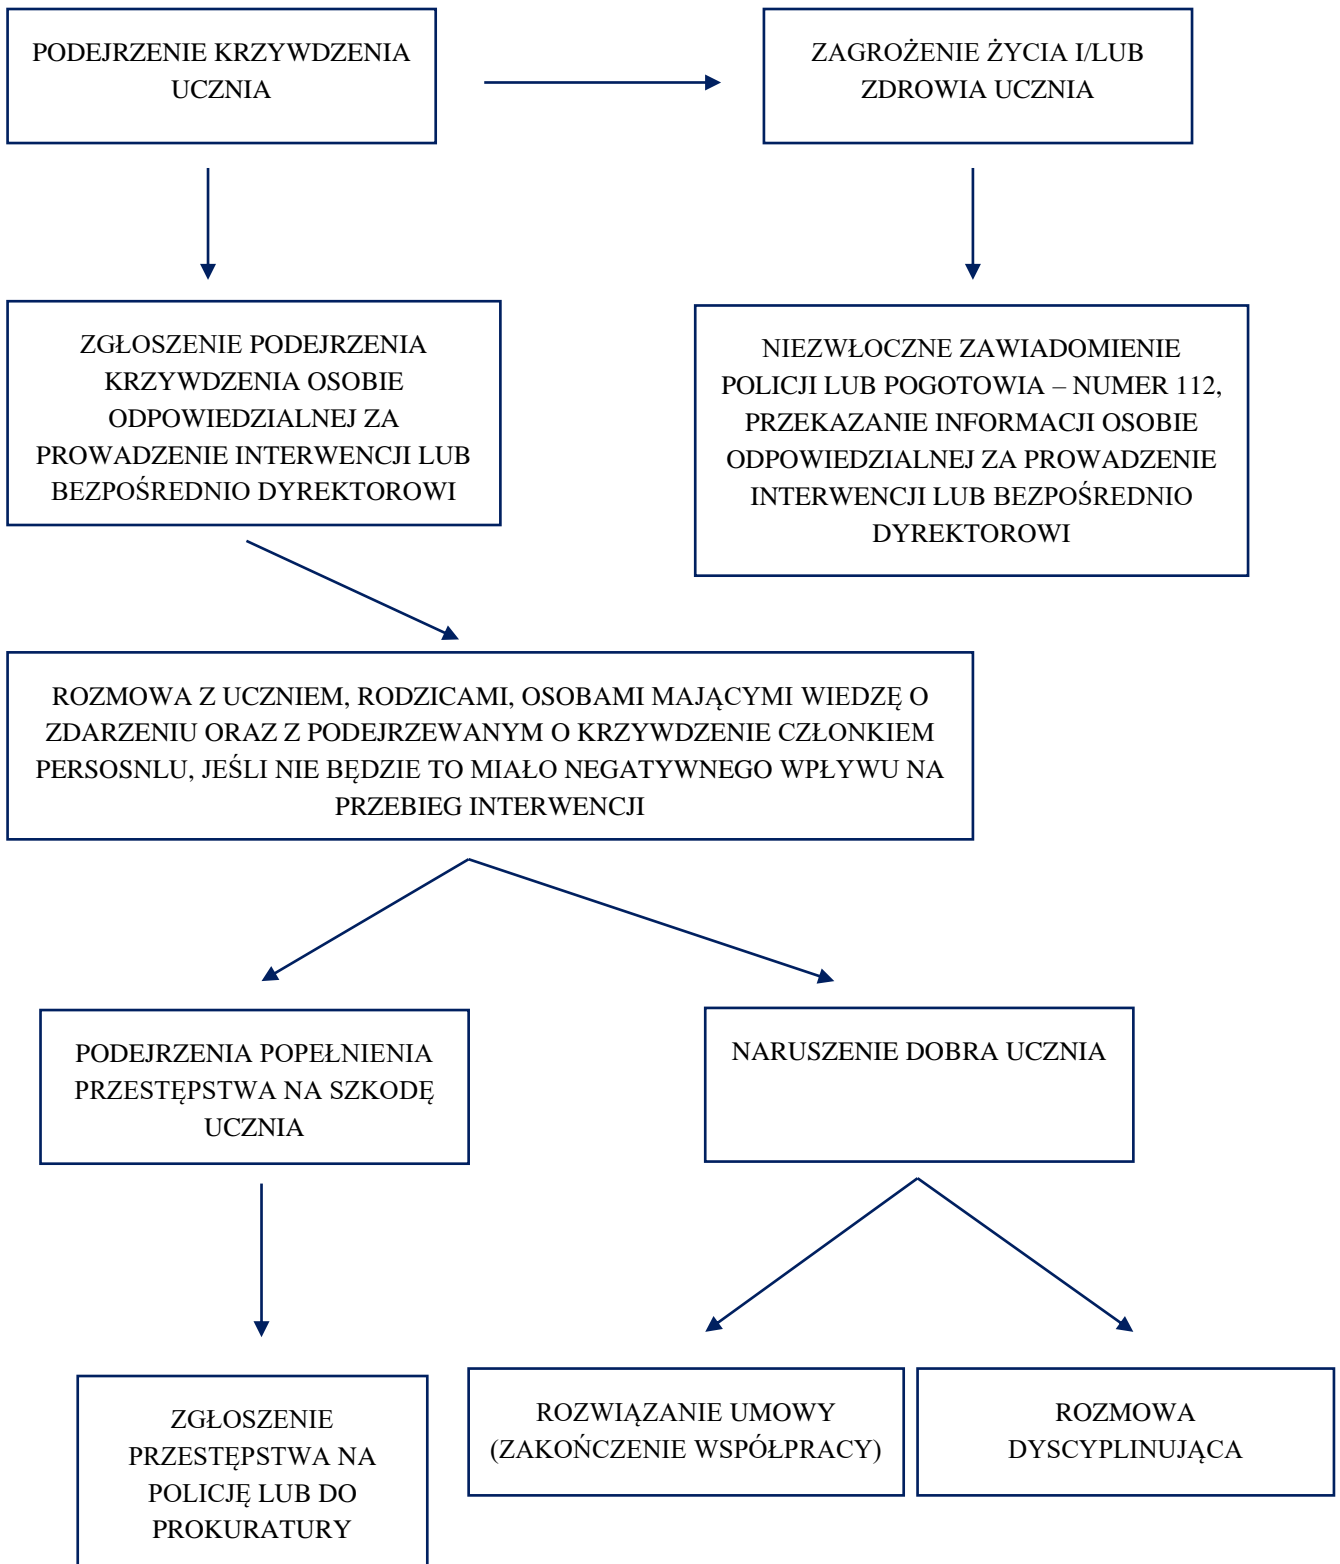 PODEJRZENIE KRZYWDZENIA
UCZNIA
ZAGROŻENIE ŻYCIA I/LUB
ZDROWIA UCZNIA
ZGŁOSZENIE PODEJRZENIA
KRZYWDZENIA OSOBIE
ODPOWIEDZIALNEJ ZA
PROWADZENIE INTERWENCJI LUB
BEZPOŚREDNIO DYREKTOROWI
NIEZWŁOCZNE ZAWIADOMIENIE
POLICJI LUB POGOTOWIA – NUMER 112,
PRZEKAZANIE INFORMACJI OSOBIE
ODPOWIEDZIALNEJ ZA PROWADZENIE
INTERWENCJI LUB BEZPOŚREDNIO
DYREKTOROWI
ROZMOWA Z UCZNIEM, RODZICAMI, OSOBAMI MAJĄCYMI WIEDZĘ O
ZDARZENIU ORAZ Z PODEJRZEWANYM O KRZYWDZENIE CZŁONKIEM
PERSOSNLU, JEŚLI NIE BĘDZIE TO MIAŁO NEGATYWNEGO WPŁYWU NA
PRZEBIEG INTERWENCJI
PODEJRZENIA POPEŁNIENIA
PRZESTĘPSTWA NA SZKODĘ
UCZNIA
NARUSZENIE DOBRA UCZNIA
ZGŁOSZENIE
PRZESTĘPSTWA NA
POLICJĘ LUB DO
PROKURATURY
ROZWIĄZANIE UMOWY
(ZAKOŃCZENIE WSPÓŁPRACY)
ROZMOWA
DYSCYPLINUJĄCA